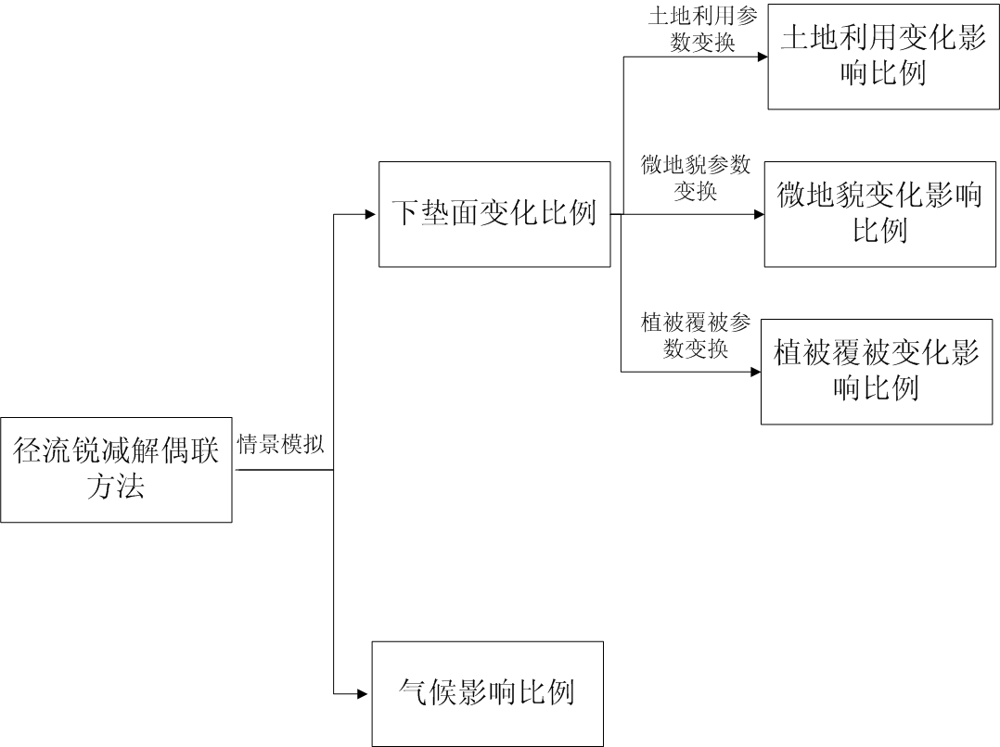 土地利用参
数变换
土地利用变化影
响比例
微地貌参数
变换
下垫面变化比例
微地貌变化影响
比例
植被覆被参
数变换
植被覆被变化影
响比例
径流锐减解偶联
方法
情景模拟
气候影响比例